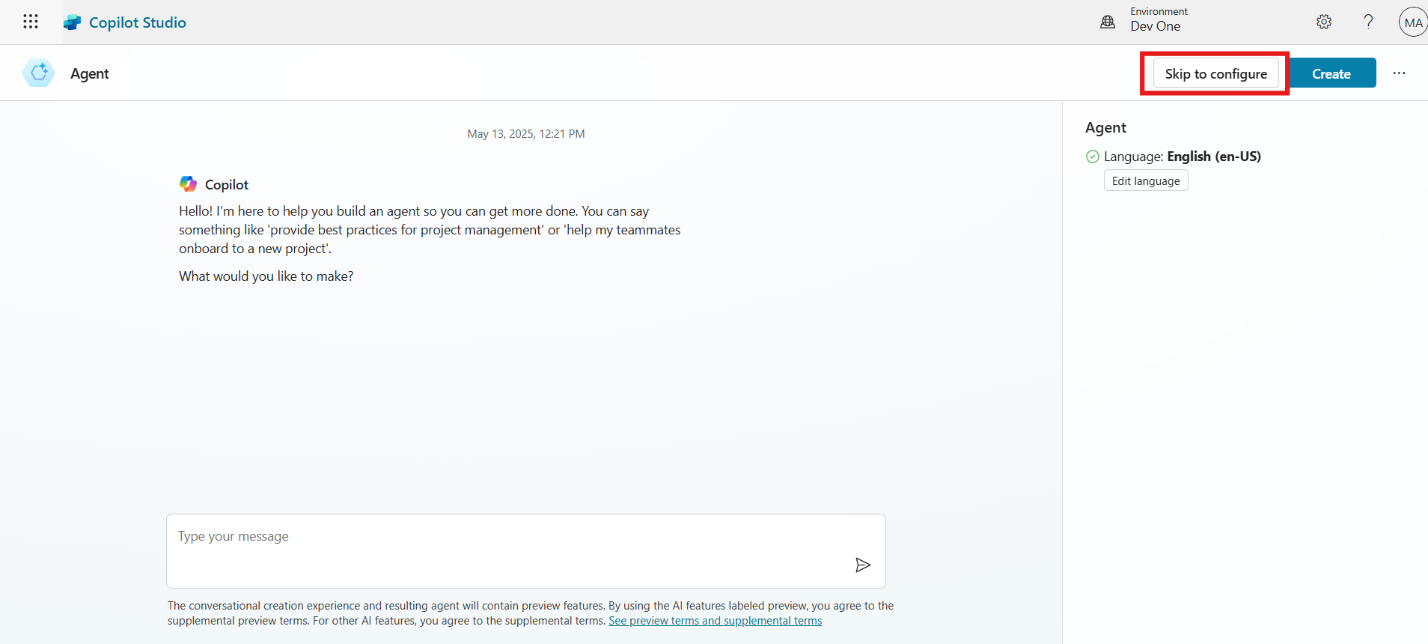 Copilot Studio
Environment
Dev One
?
MA
Agent
Skip to configure
Create
...
May 13, 2025, 12:21 PM
Copilot
Hello! I'm here to help you build an agent so you can get more done. You can say
something like 'provide best practices for project management' or 'help my teammates
onboard to a new project'.
What would you like to make?
Type your message
The conversational creation experience and resulting agent will contain preview features. By using the AI features labeled preview, you agree to the
supplemental preview terms. For other AI features, you agree to the supplemental terms. See preview terms and supplemental terms
Agent
Language: English (en-US)
Edit language